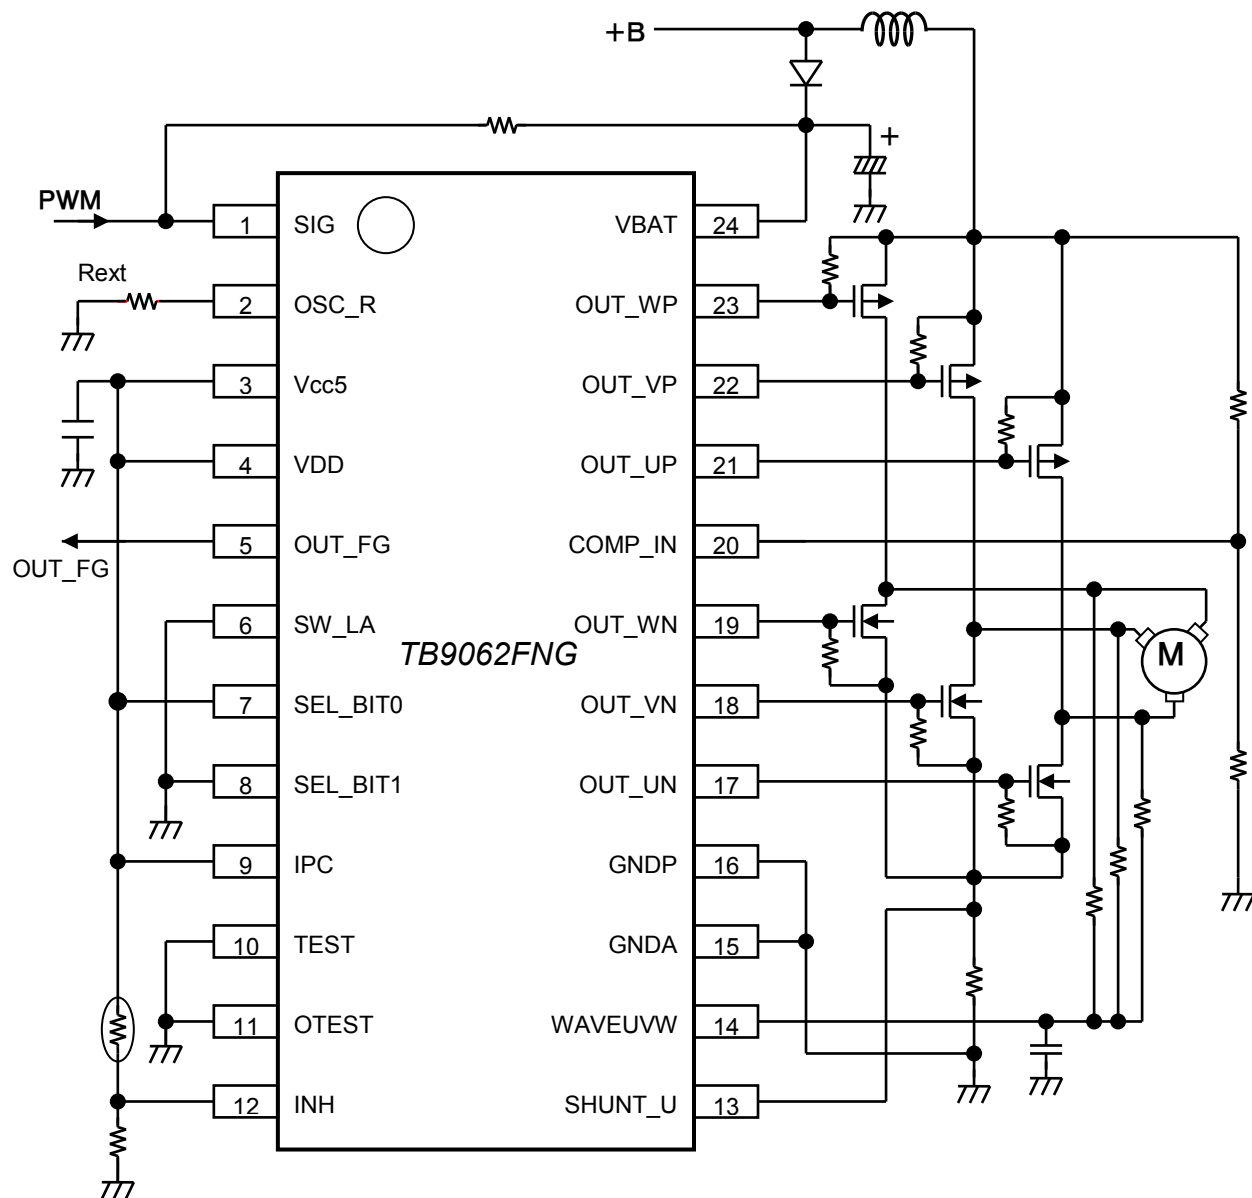 +B
+
PWM
1 SIG VBAT 24
Rext
2 OSC_R OUT_WP 23
3 Vcc5 OUT_VP 22
4 VDD OUT_UP 21
5 OUT_FG COMP_IN 20
OUT_FG
6 SW_LA OUT_WN 19
TB9062FNG
M
7 SEL_BIT0 OUT_VN 18
8 SEL_BIT1 OUT_UN 17
9 IPC GNDP 16
10 TEST GNDA 15
11 OTEST WAVEUVW 14
12 INH SHUNT_U 13